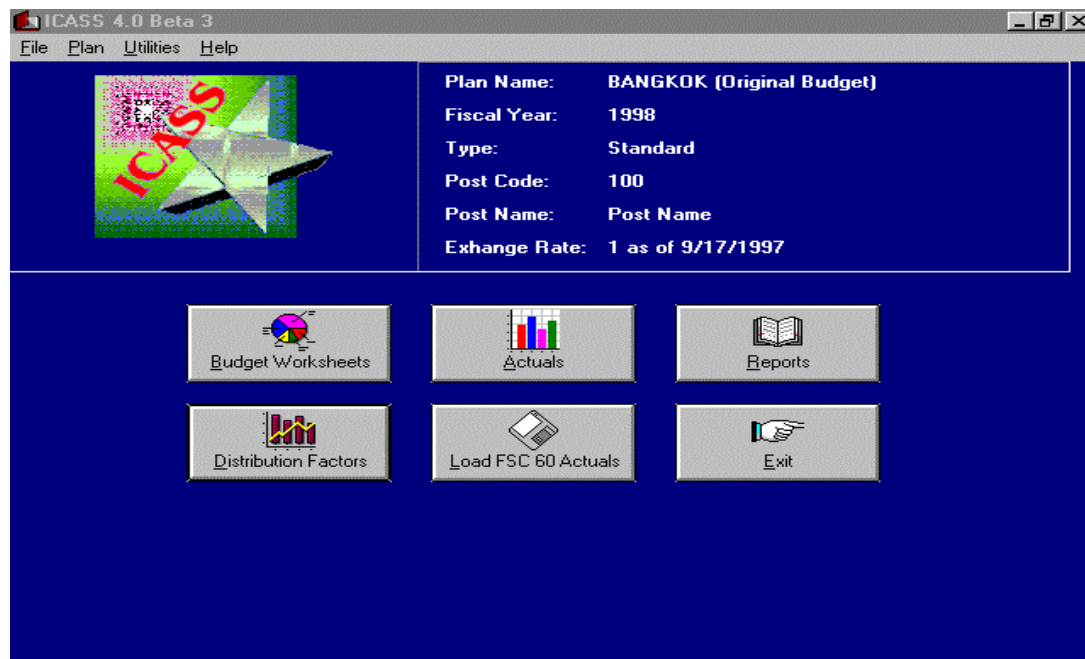 ICASS 4.0 Beta 3
File Plan Utilities Help
ICASS
Plan Name: BANGKOK (Original Budget)
Fiscal Year: 1998
Type: Standard
Post Code: 100
Post Name: Post Name
Exhange Rate: 1 as of 9/17/1997
Budget Worksheets Actuals Reports
Distribution Factors Load FSC 60 Actuals Exit